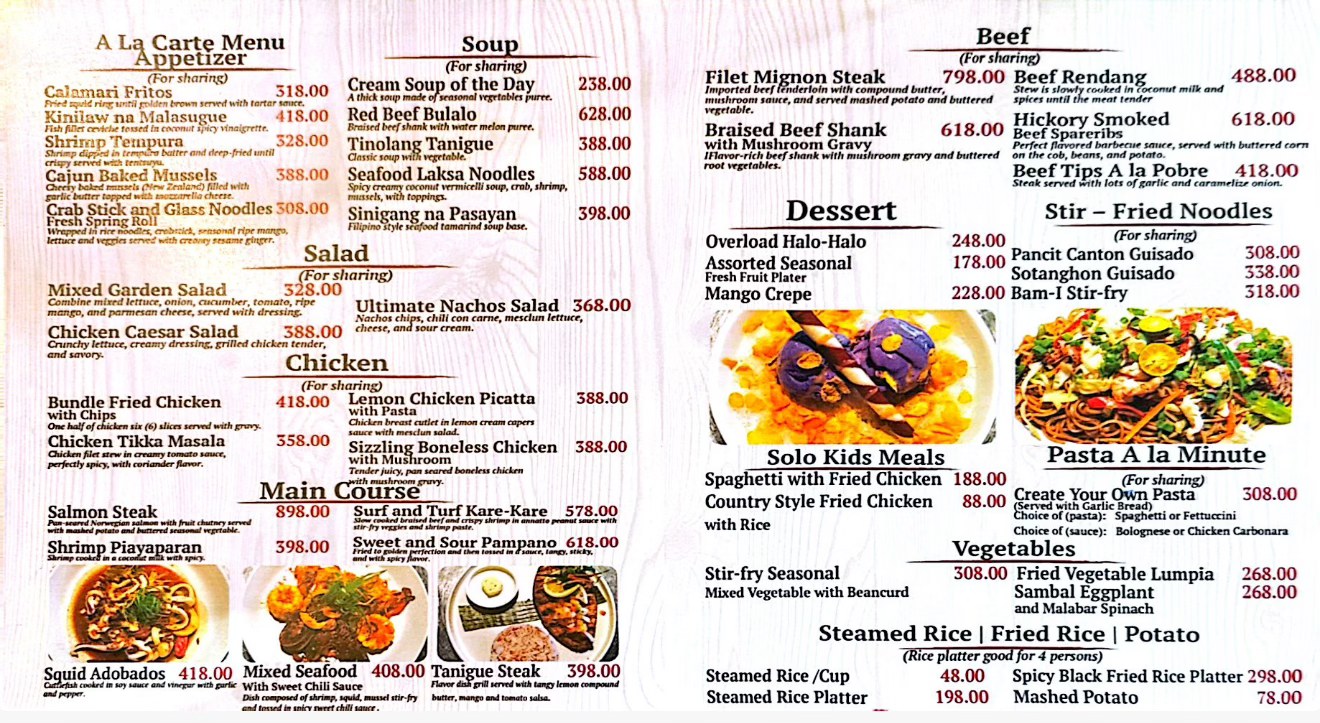 A La Carte Menu
Appetizer
(For sharing)
Calamari Fritos 318.00
Fried squid ring until golden brown served with tartar sauce.
Kinilaw na Malasugue 418.00
Fish fillet ceviche tossed in coconut spicy vinaigrette.
Shrimp Tempura 328.00
Shrimp dipped in tempura batter and deep-fried until
crispy served with tentsuyu.
Cajun Baked Mussels 388.00
Cheesy baked mussels (New Zealand) filled with
garlic butter topped with mozzarella cheese.
Crab Stick and Glass Noodles 308.00
Fresh Spring Roll
Wrapped in rice noodles, crabstick, seasonal ripe mango,
lettuce and veggies served with creamy sesame ginger.
Soup
(For sharing)
Cream Soup of the Day 238.00
A thick soup made of seasonal vegetables puree.
Red Beef Bulalo 628.00
Braised beef shank with water melon puree.
Tinolang Tanigue 388.00
Classic soup with vegetable.
Seafood Laksa Noodles 588.00
Spicy creamy coconut vermicelli soup, crab, shrimp,
mussels, with toppings.
Sinigang na Pasayan 398.00
Filipino style seafood tamarind soup base.
Salad
(For sharing)
Mixed Garden Salad 328.00
Combine mixed lettuce, onion, cucumber, tomato, ripe
mango, and parmesan cheese, served with dressing.
Chicken Caesar Salad 388.00
Crunchy lettuce, creamy dressing, grilled chicken tender,
and savory.
Ultimate Nachos Salad 368.00
Nachos chips, chili con carne, mesclun lettuce,
cheese, and sour cream.
Chicken
(For sharing)
Bundle Fried Chicken 418.00
with Chips
One half of chicken six (6) slices served with gravy.
Chicken Tikka Masala 358.00
Chicken filet stew in creamy tomato sauce,
perfectly spicy, with coriander flavor.
Lemon Chicken Picatta 388.00
with Pasta
Chicken breast cutlet in lemon cream capers
sauce with mesclun salad.
Sizzling Boneless Chicken 388.00
with Mushroom
Tender juicy, pan seared boneless chicken
with mushroom gravy.
Main Course
Salmon Steak 898.00
Pan-seared Norwegian salmon with fruit chutney served
with mashed potato and buttered seasonal vegetable.
Shrimp Piayaparan 398.00
Shrimp cooked in a coconut milk with spicy.
Surf and Turf Kare-Kare 578.00
Slow cooked braised beef and crispy shrimp in annatto peanut sauce with
stir-fry veggies and shrimp paste.
Sweet and Sour Pampano 618.00
Fried to golden perfection and then tossed in a sauce, tangy, sticky,
and with spicy flavor.
Squid Adobados 418.00
Cuttlefish cooked in soy sauce and vinegar with garlic
and pepper.
Mixed Seafood 408.00
With Sweet Chili Sauce
Dish composed of shrimp, squid, mussel stir-fry
and tossed in spicy sweet chili sauce.
Tanigue Steak 398.00
Flavor dish grill served with tangy lemon compound
butter, mango and tomato salsa.
Beef
(For sharing)
Filet Mignon Steak 798.00
Imported beef tenderloin with compound butter,
mushroom sauce, and served mashed potato and buttered
vegetable.
Braised Beef Shank 618.00
with Mushroom Gravy
IFlavor-rich beef shank with mushroom gravy and buttered
root vegetables.
Beef Rendang 488.00
Stew is slowly cooked in coconut milk and
spices until the meat tender
Hickory Smoked 618.00
Beef Spareribs
Perfect flavored barbecue sauce, served with buttered corn
on the cob, beans, and potato.
Beef Tips A la Pobre 418.00
Steak served with lots of garlic and caramelize onion.
Dessert
Overload Halo-Halo 248.00
Assorted Seasonal 178.00
Fresh Fruit Plater
Mango Crepe 228.00
Stir – Fried Noodles
(For sharing)
Pancit Canton Guisado 308.00
Sotanghon Guisado 338.00
Bam-I Stir-fry 318.00
Solo Kids Meals
Spaghetti with Fried Chicken 188.00
Country Style Fried Chicken 88.00
with Rice
Pasta A la Minute
(For sharing)
Create Your Own Pasta 308.00
(Served with Garlic Bread)
Choice of (pasta): Spaghetti or Fettuccini
Choice of (sauce): Bolognese or Chicken Carbonara
Vegetables
Stir-fry Seasonal 308.00
Mixed Vegetable with Beancurd
Fried Vegetable Lumpia 268.00
Sambal Eggplant 268.00
and Malabar Spinach
Steamed Rice | Fried Rice | Potato
(Rice platter good for 4 persons)
Steamed Rice /Cup 48.00
Steamed Rice Platter 198.00
Spicy Black Fried Rice Platter 298.00
Mashed Potato 78.00